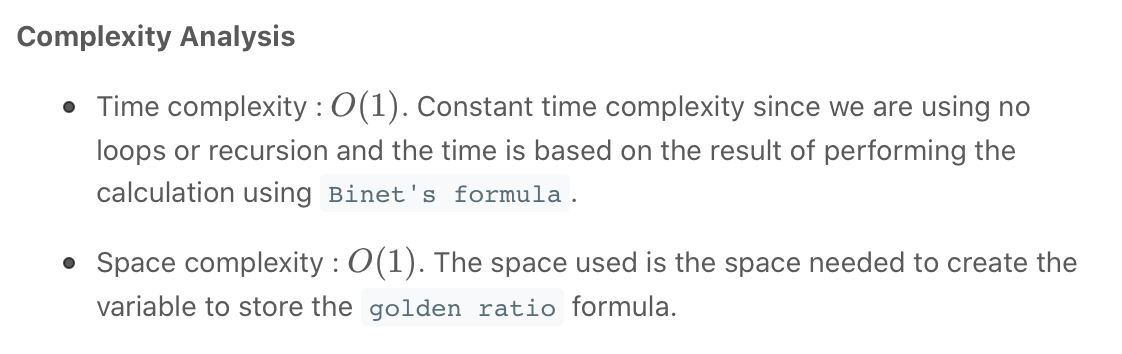 Complexity Analysis
• Time complexity : O(1). Constant time complexity since we are using no
loops or recursion and the time is based on the result of performing the
calculation using Binet's formula.
• Space complexity : O(1). The space used is the space needed to create the
variable to store the golden ratio formula.